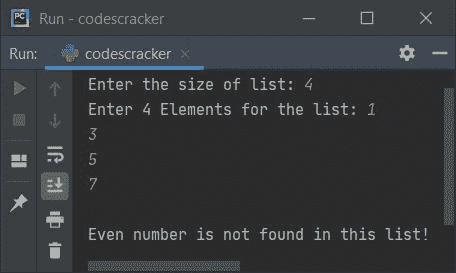 PC
Run - codescracker
Run:
codescracker
Enter the size of list: 4
Enter 4 Elements for the list: 1
3
5
7
Even number is not found in this list!